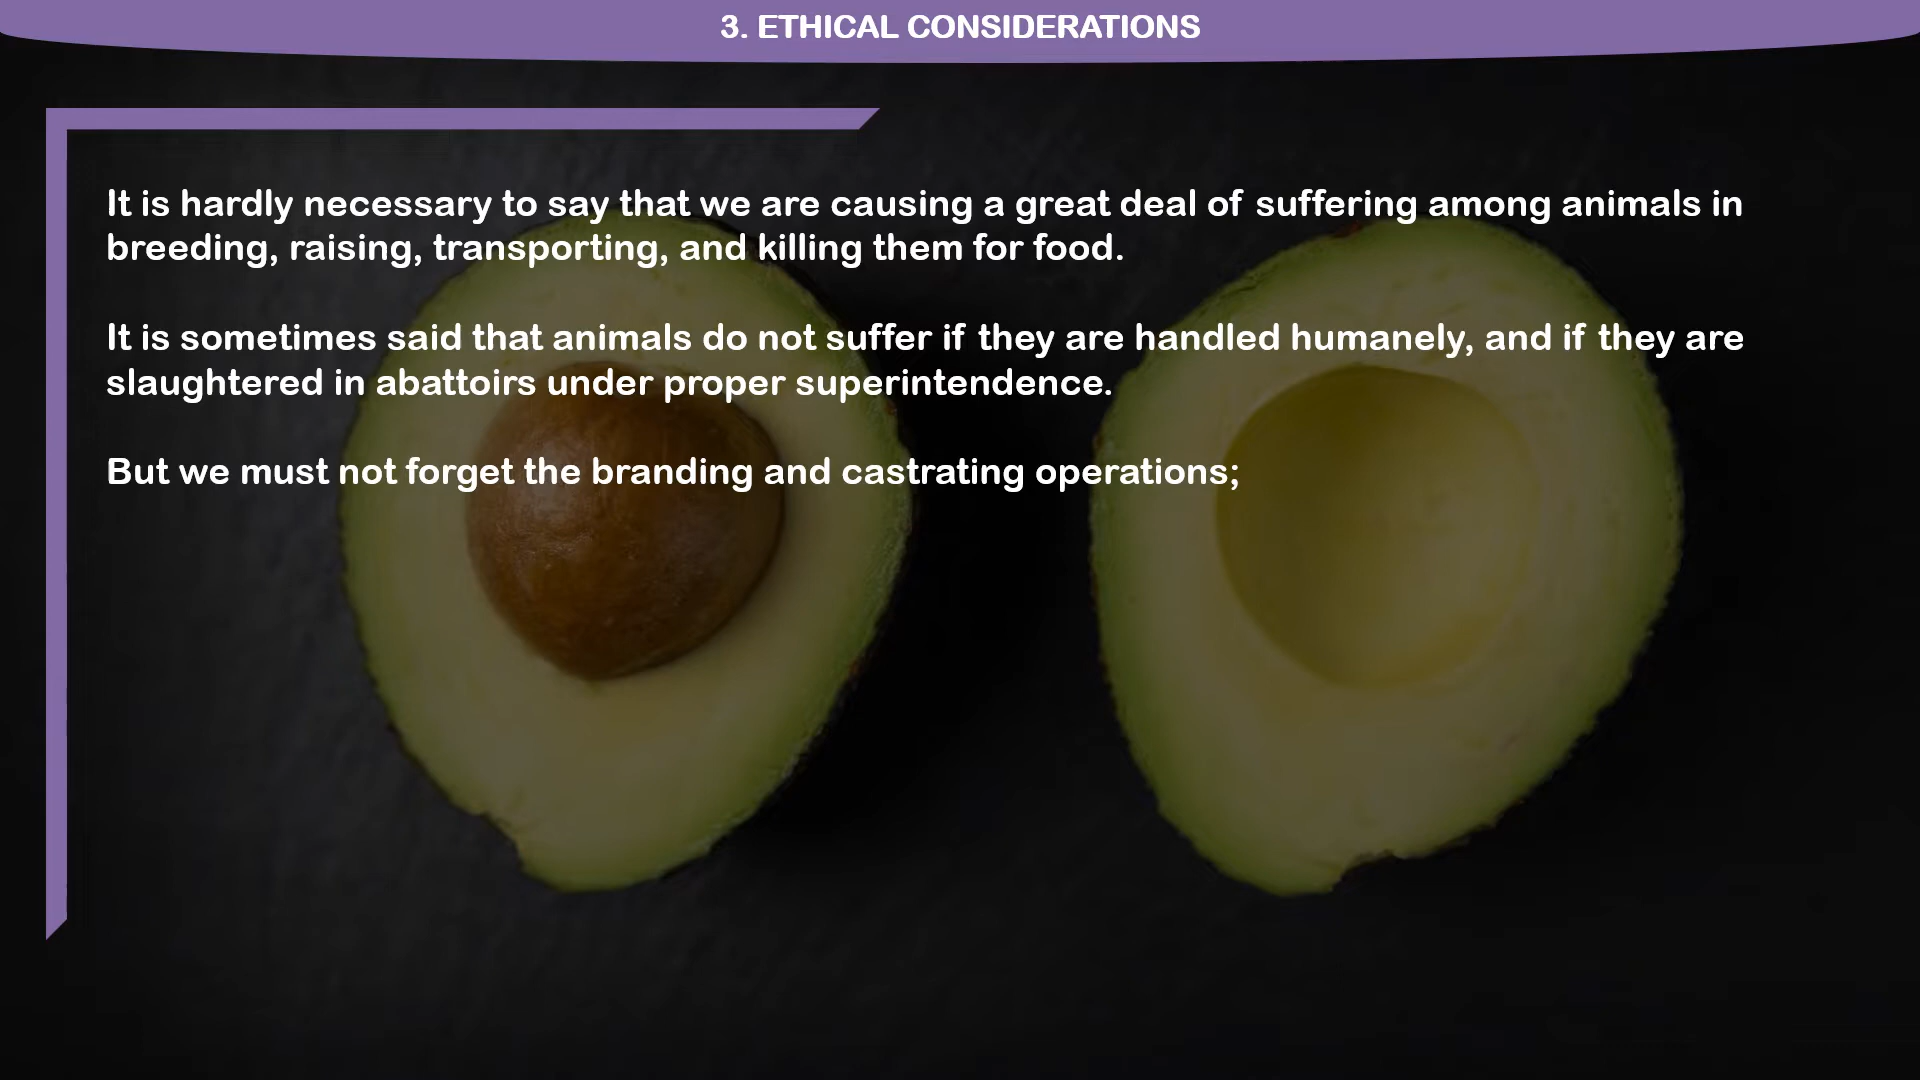 3. ETHICAL CONSIDERATIONS
It is hardly necessary to say that we are causing a great deal of suffering among animals in
breeding, raising, transporting, and killing them for food.
It is sometimes said that animals do not suffer if they are handled humanely, and if they are
slaughtered in abattoirs under proper superintendence.
But we must not forget the branding and castrating operations;